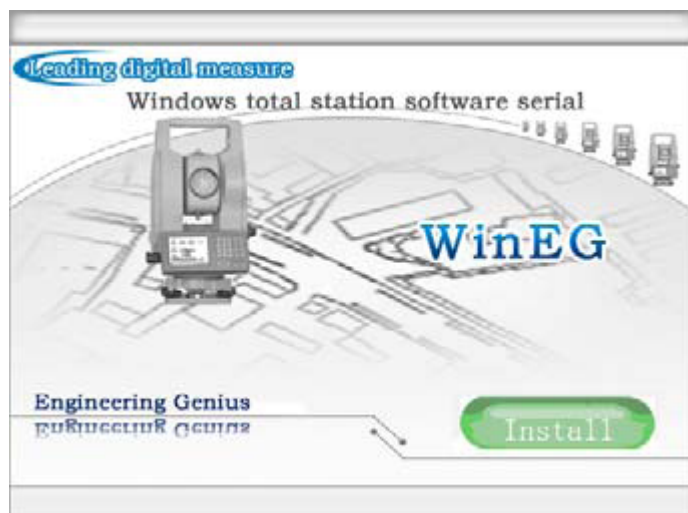 Leading digital measure
Windows total station software serial
WinEG
Engineering Genius
Install